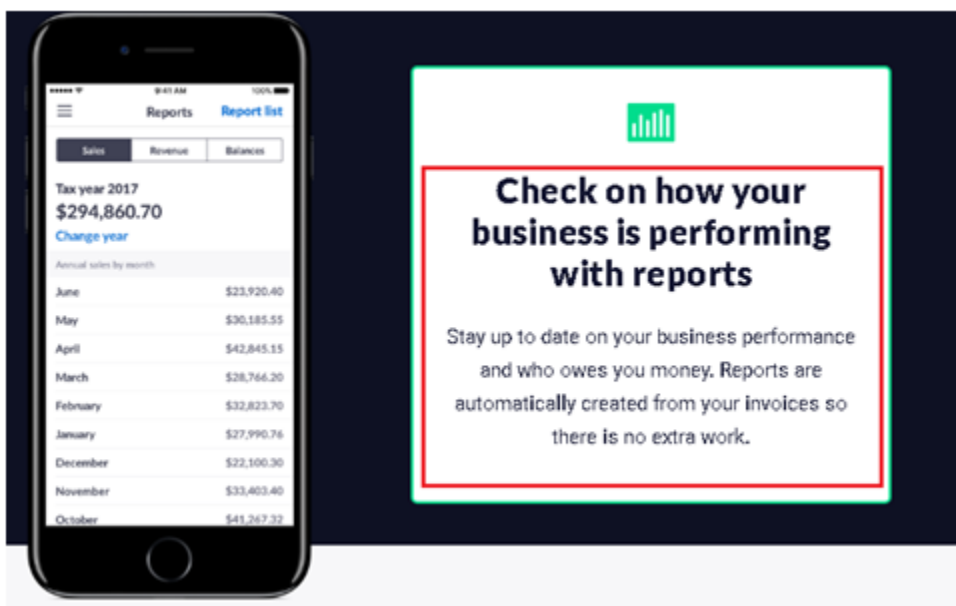 9:41 AM 100%
Reports Report list
Sales Revenue Balances
Tax year 2017
$294,860.70
Change year
Annual sales by month
June $23,920.40
May $30,185.55
April $42,845.15
March $28,766.20
February $32,823.70
January $27,990.76
December $22,100.30
November $33,403.40
October $41,267.32
Check on how your
business is performing
with reports
Stay up to date on your business performance
and who owes you money. Reports are
automatically created from your invoices so
there is no extra work.